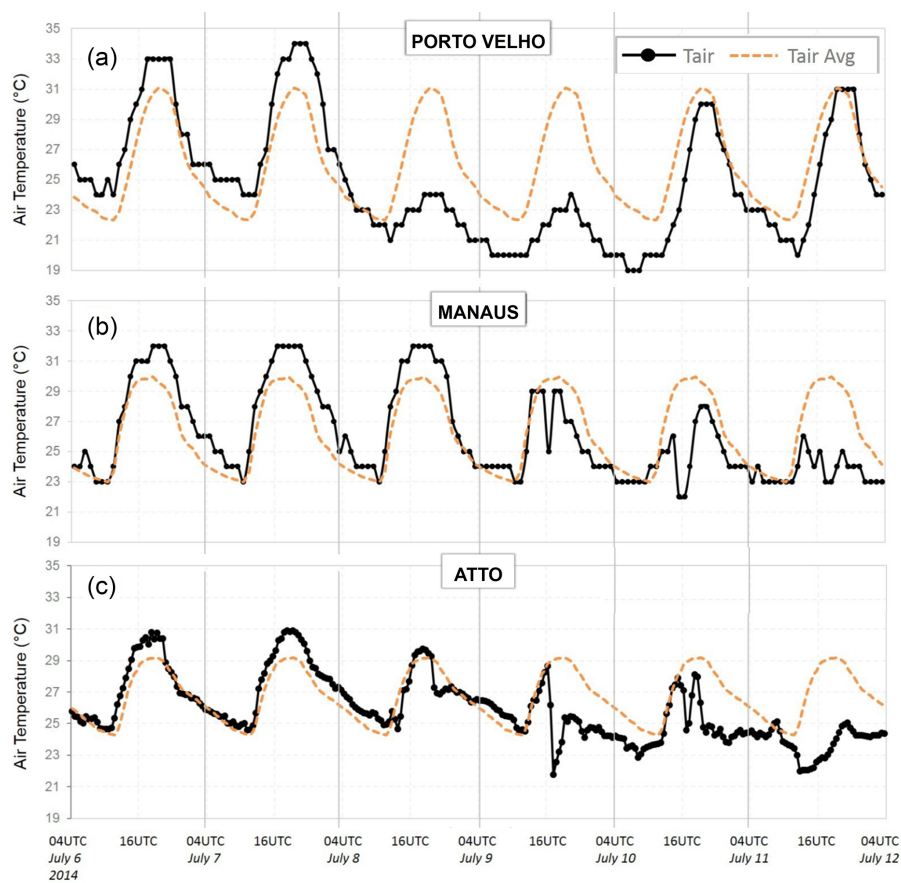 PORTO VELHO
(a)
Tair
Tair Avg
Air Temperature (°C)
35
33
31
29
27
25
23
21
19
MANAUS
(b)
Air Temperature (°C)
35
33
31
29
27
25
23
21
19
ATTO
(c)
Air Temperature (°C)
35
33
31
29
27
25
23
21
19
04UTC 16UTC 04UTC 16UTC 04UTC 16UTC 04UTC 16UTC 04UTC 16UTC 04UTC 16UTC 04UTC
July 6 July 7 July 8 July 9 July 10 July 11 July 12
2014